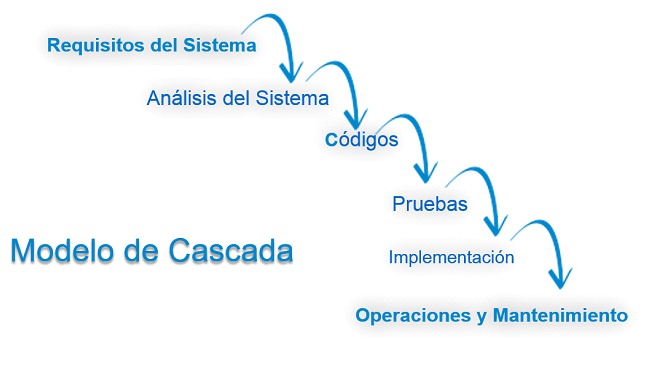 Requisitos del Sistema
Análisis del Sistema
Códigos
Pruebas
Modelo de Cascada
Implementación
Operaciones y Mantenimiento